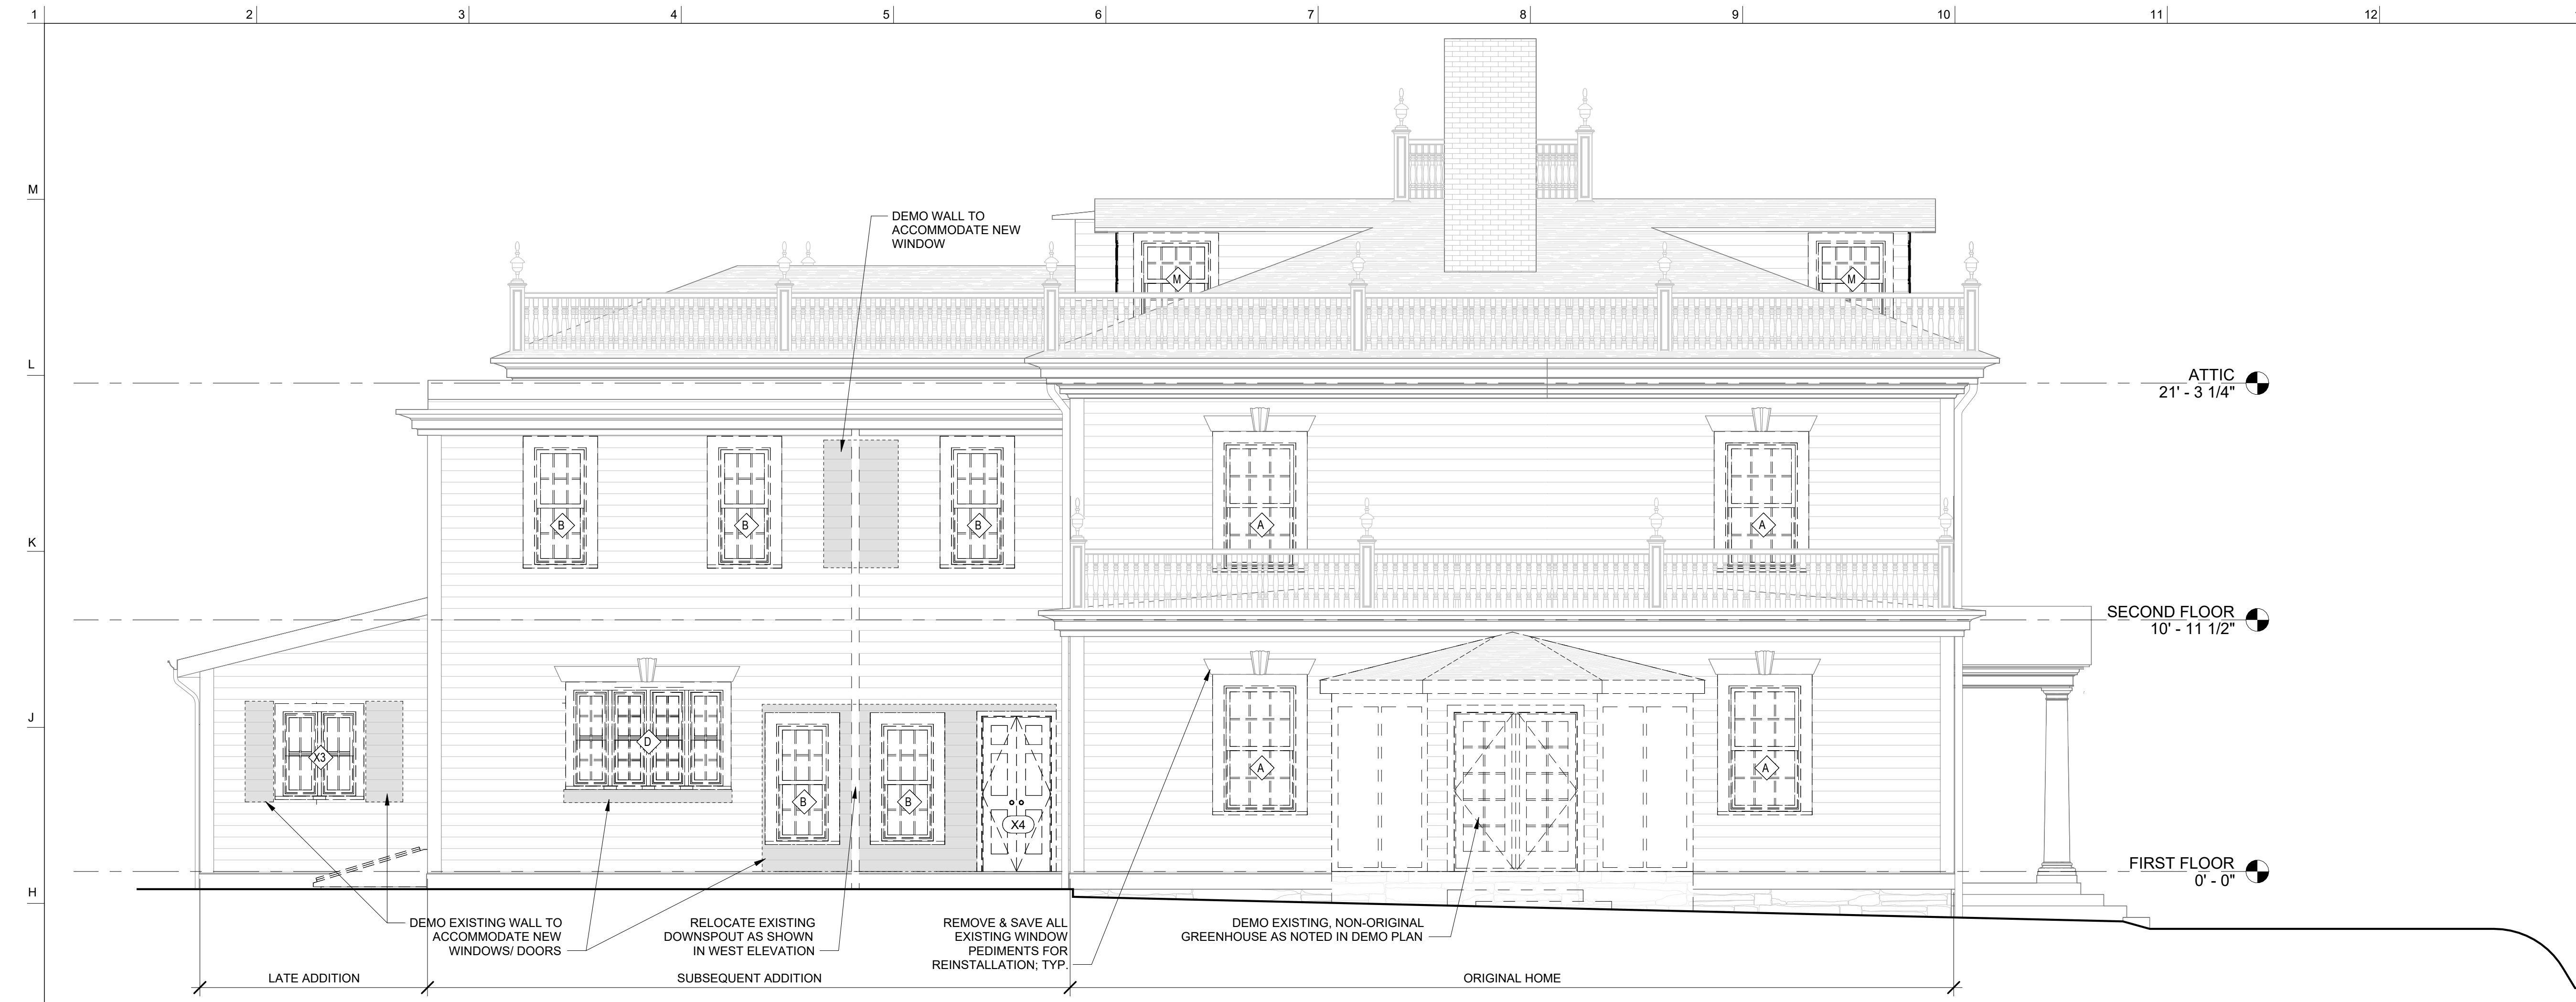 1 2 3 4 5 6 7 8 9 10 11 12
M
DEMO WALL TO
ACCOMMODATE NEW
WINDOW
M M
L
ATTIC
21' - 3 1/4"
K
B B B A A
SECOND FLOOR
10' - 11 1/2"
J
X3 D B B X4 A A
H
FIRST FLOOR
0' - 0"
DEMO EXISTING WALL TO
ACCOMMODATE NEW
WINDOWS/ DOORS
RELOCATE EXISTING
DOWNSPOUT AS SHOWN
IN WEST ELEVATION
REMOVE & SAVE ALL
EXISTING WINDOW
PEDIMENTS FOR
REINSTALLATION; TYP.
DEMO EXISTING, NON-ORIGINAL
GREENHOUSE AS NOTED IN DEMO PLAN
LATE ADDITION
SUBSEQUENT ADDITION
ORIGINAL HOME